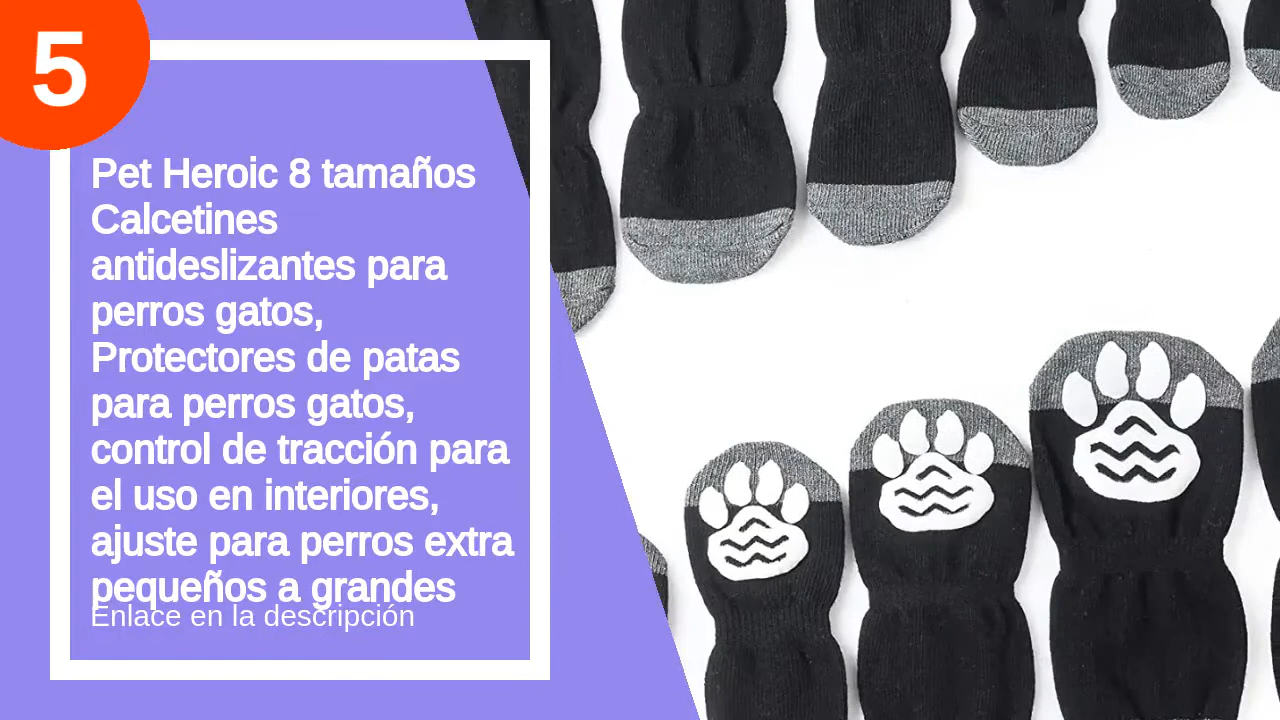 5
Pet Heroic 8 tamaños
Calcetines
antideslizantes para
perros gatos,
Protectores de patas
para perros gatos,
control de tracción para
el uso en interiores,
ajuste para perros extra
pequeños a grandes
Enlace en la descripción